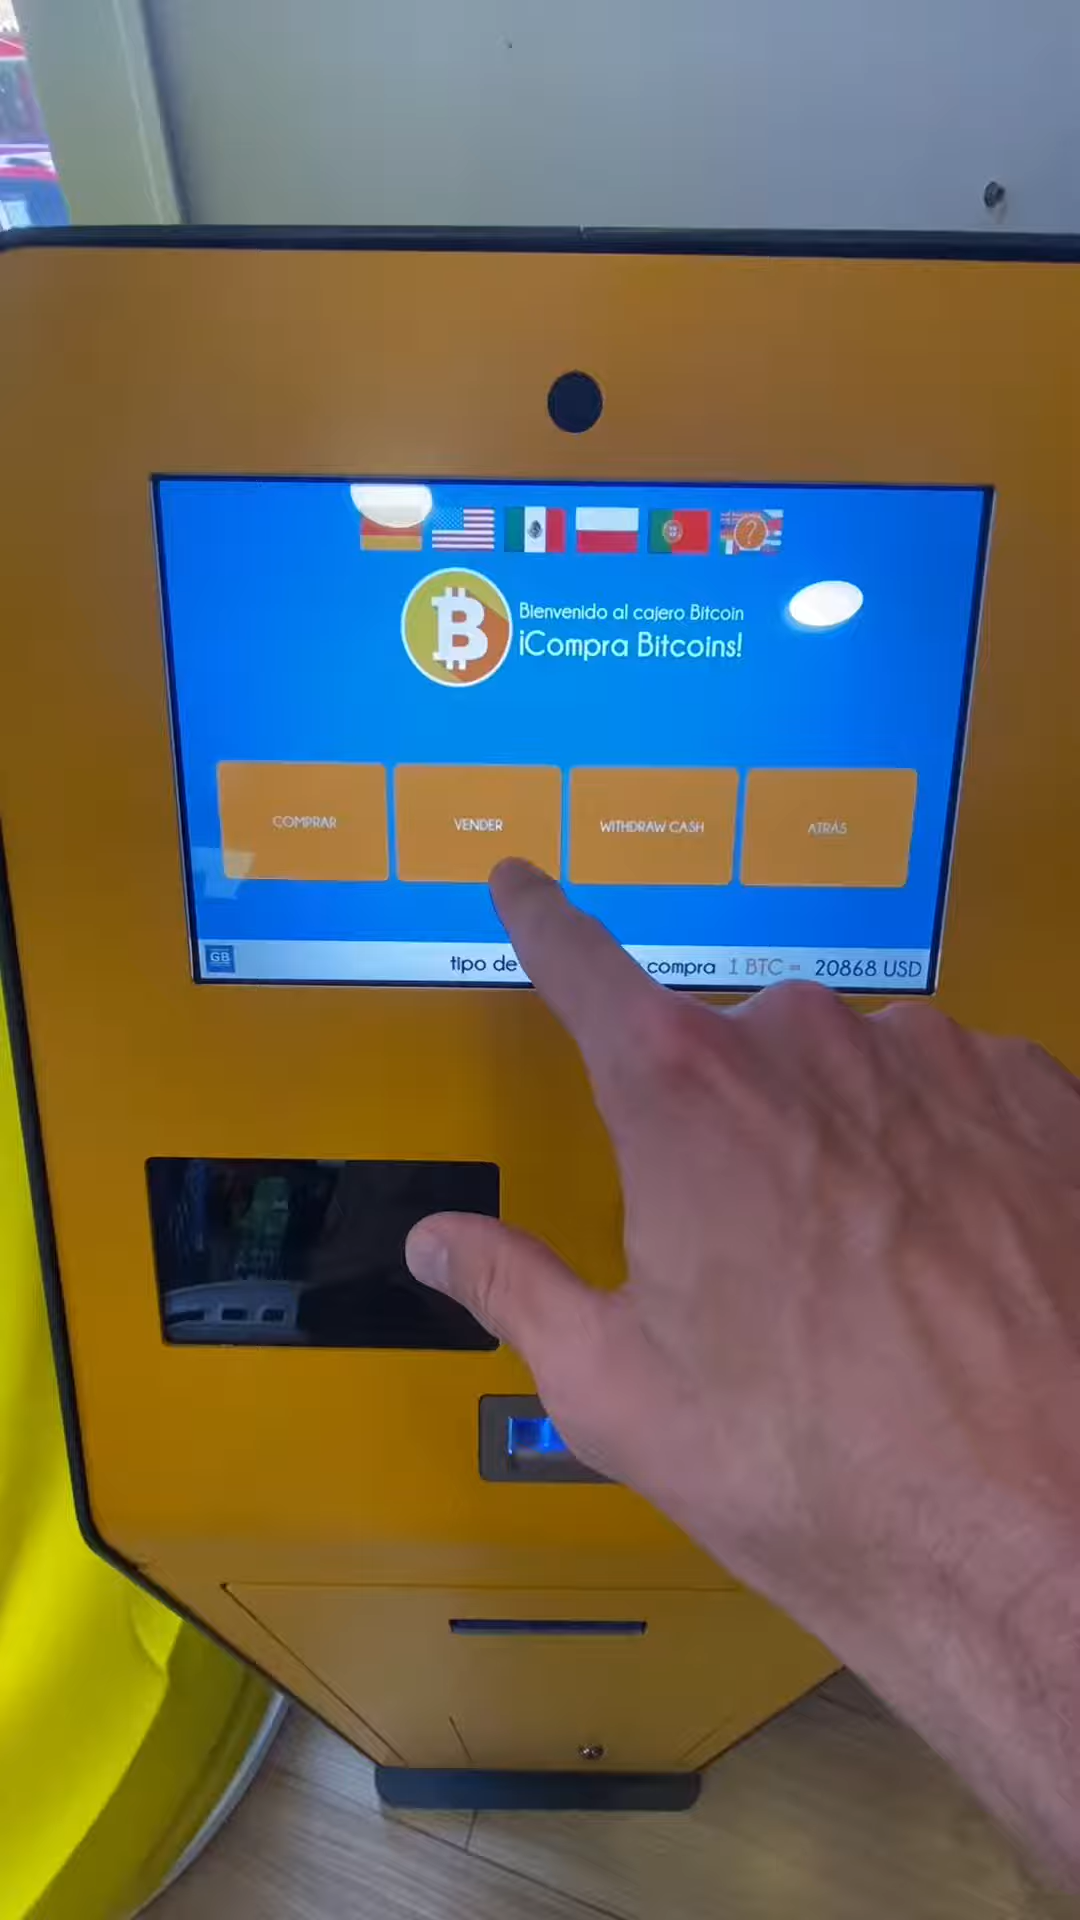 Bienvenido al cajero Bitcoin
¡Compra Bitcoins!
COMPRAR
VENDER
WITHDRAW CASH
ATRÁS
GB
tipo de compra 1 BTC = 20868 USD